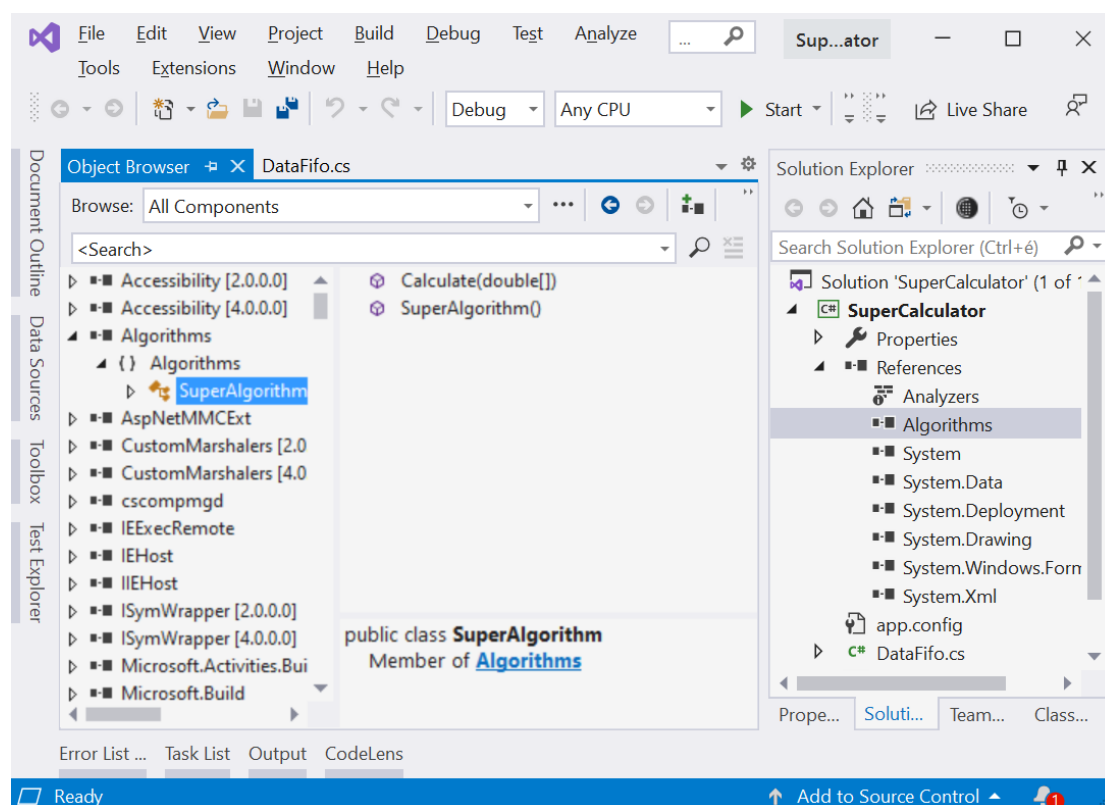 File Edit View Project Build Debug Test Analyze ... Sup...ator
Tools Extensions Window Help
Debug Any CPU Start Live Share
Document Outline
Data Sources
Toolbox
Test Explorer
Object Browser DataFifo.cs
Browse: All Components ...
<Search>
Accessibility [2.0.0.0]
Accessibility [4.0.0.0]
Algorithms
{ } Algorithms
SuperAlgorithm
AspNetMMCExt
CustomMarshalers [2.0
CustomMarshalers [4.0
cscompmgd
IEExecRemote
IEHost
IIEHost
ISymWrapper [2.0.0.0]
ISymWrapper [4.0.0.0]
Microsoft.Activities.Bui
Microsoft.Build
Calculate(double[])
SuperAlgorithm()
public class SuperAlgorithm
Member of Algorithms
Solution Explorer
Search Solution Explorer (Ctrl+é)
Solution 'SuperCalculator' (1 of
C# SuperCalculator
Properties
References
Analyzers
Algorithms
System
System.Data
System.Deployment
System.Drawing
System.Windows.Form
System.Xml
app.config
C# DataFifo.cs
Prope... Soluti... Team... Class...
Error List ... Task List Output CodeLens
Ready Add to Source Control 1